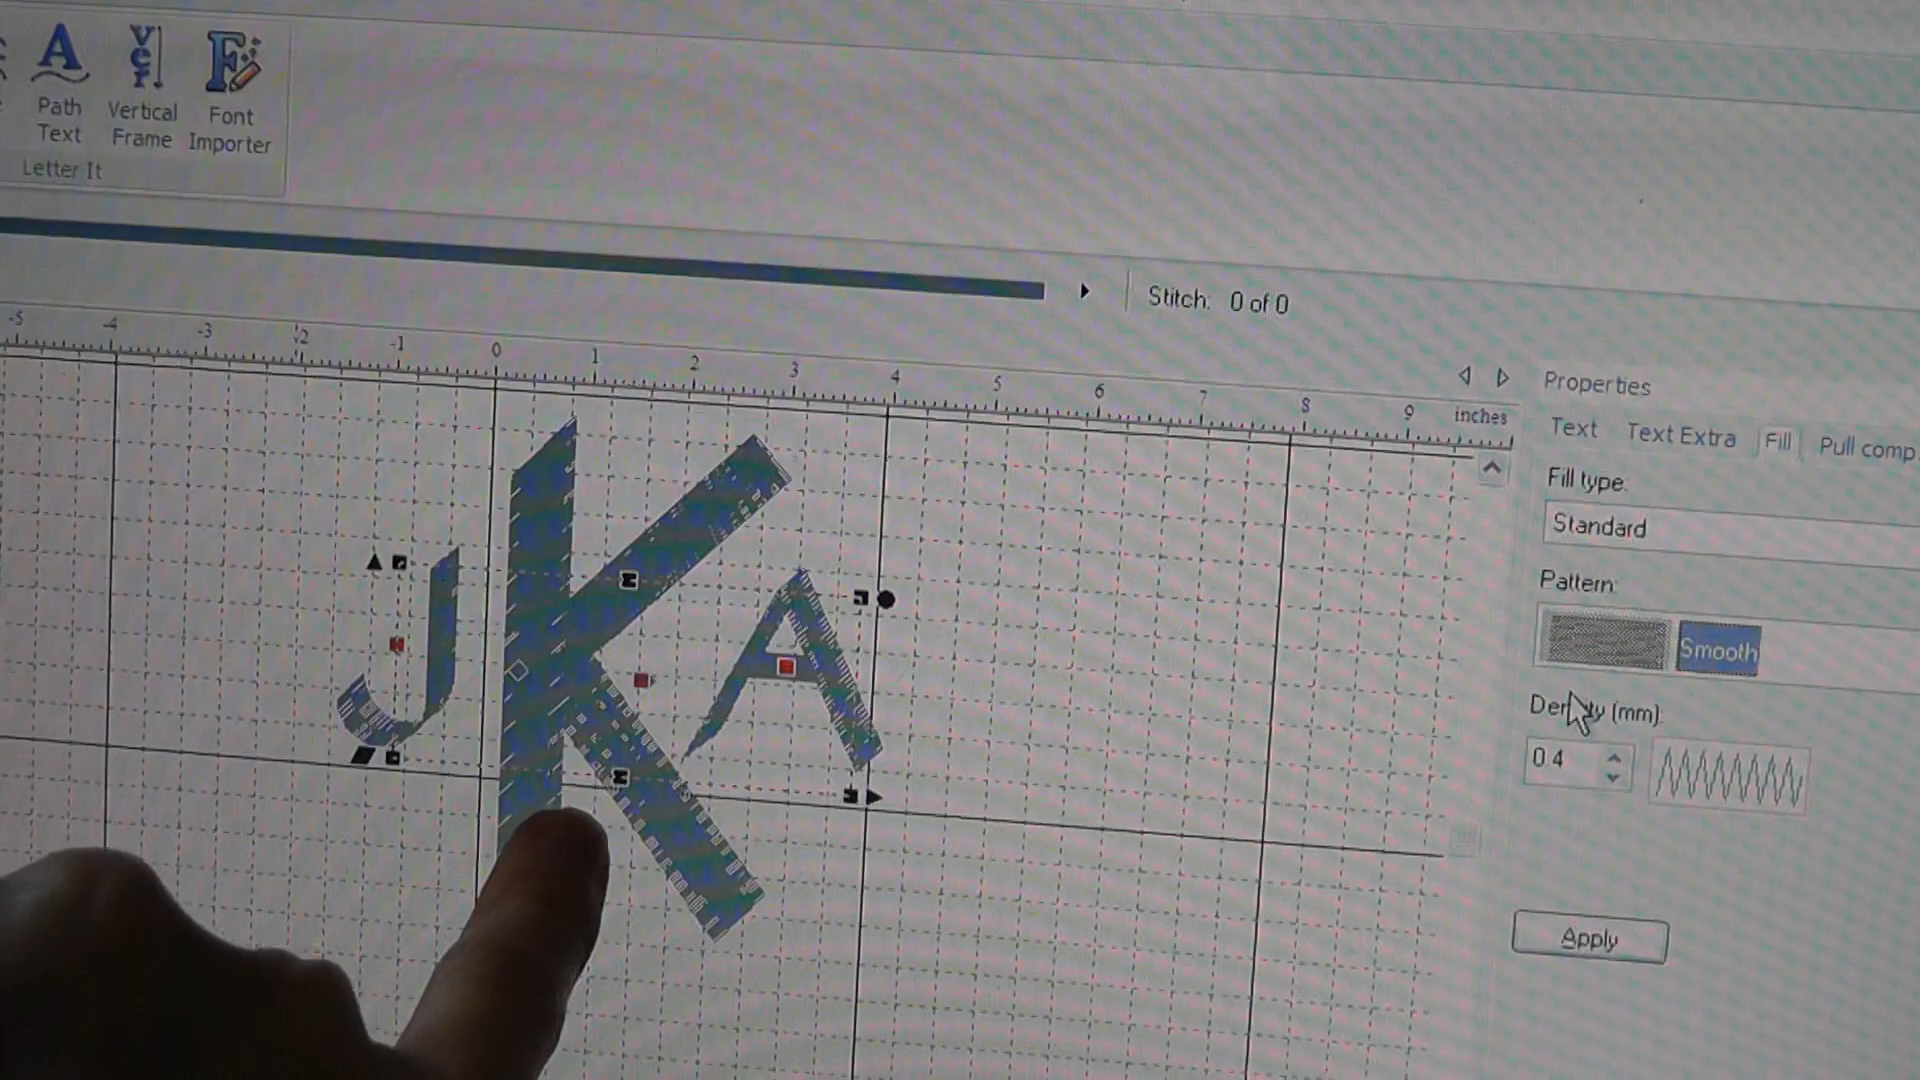 Path Text
Vertical Frame
Font Importer
Letter It
Stitch: 0 of 0
-5 -4 -3 -2 -1 0 1 2 3 4 5 6 7 8 9 inches
Properties
Text Text Extra Fill Pull comp
Fill type:
Standard
Pattern:
Smooth
Density (mm):
0.4
Apply
JKA